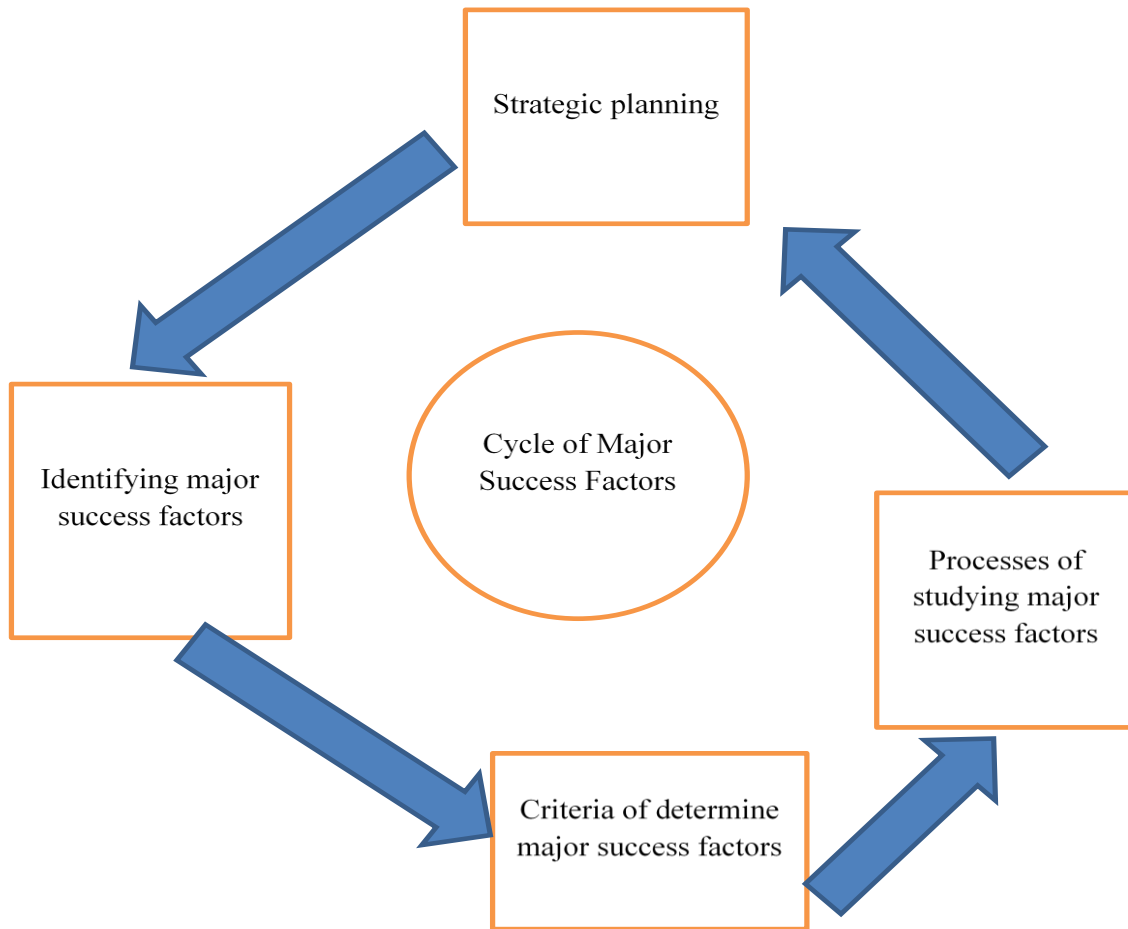 Strategic planning
Cycle of Major
Success Factors
Identifying major
success factors
Processes of
studying major
success factors
Criteria of determine
major success factors